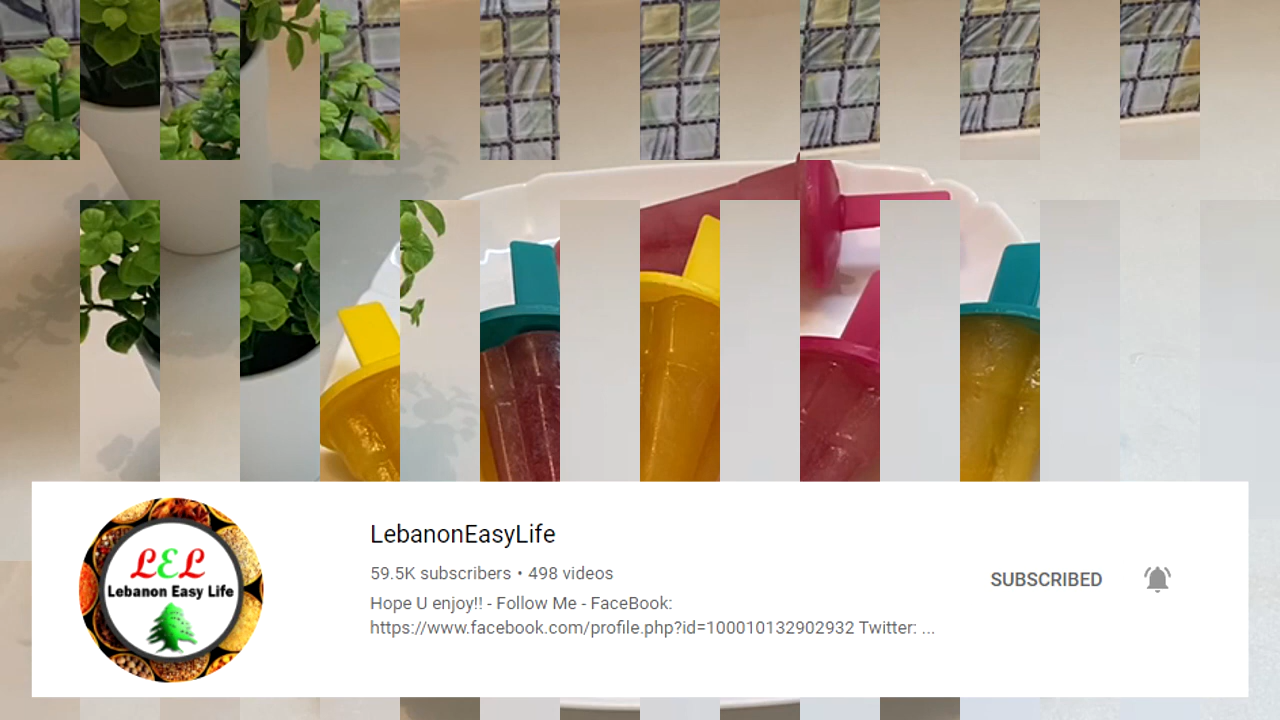 LEL
Lebanon Easy Life
LebanonEasyLife
59.5K subscribers • 498 videos
SUBSCRIBED
Hope U enjoy!! - Follow Me - FaceBook:
https://www.facebook.com/profile.php?id=100010132902932 Twitter: ...